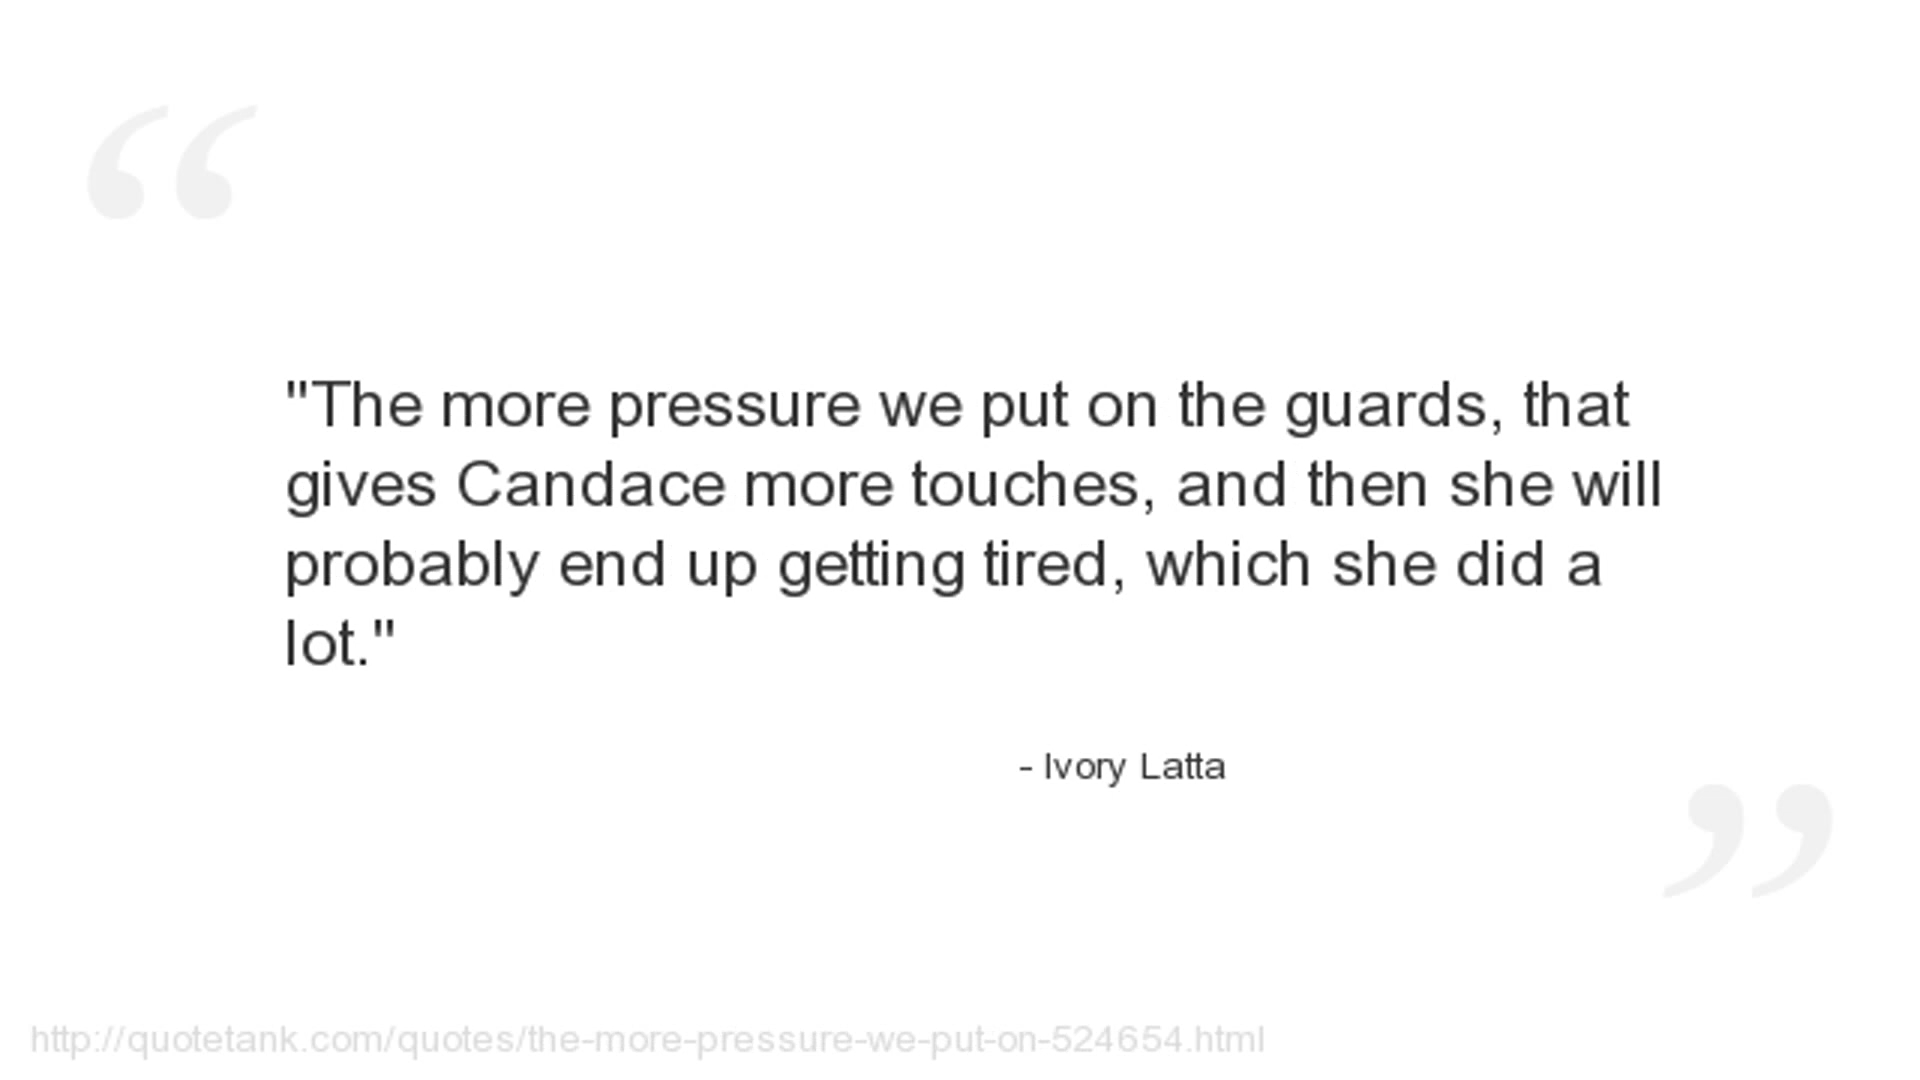 "The more pressure we put on the guards, that
gives Candace more touches, and then she will
probably end up getting tired, which she did a
lot."
- Ivory Latta
http://quotetank.com/quotes/the-more-pressure-we-put-on-524654.html